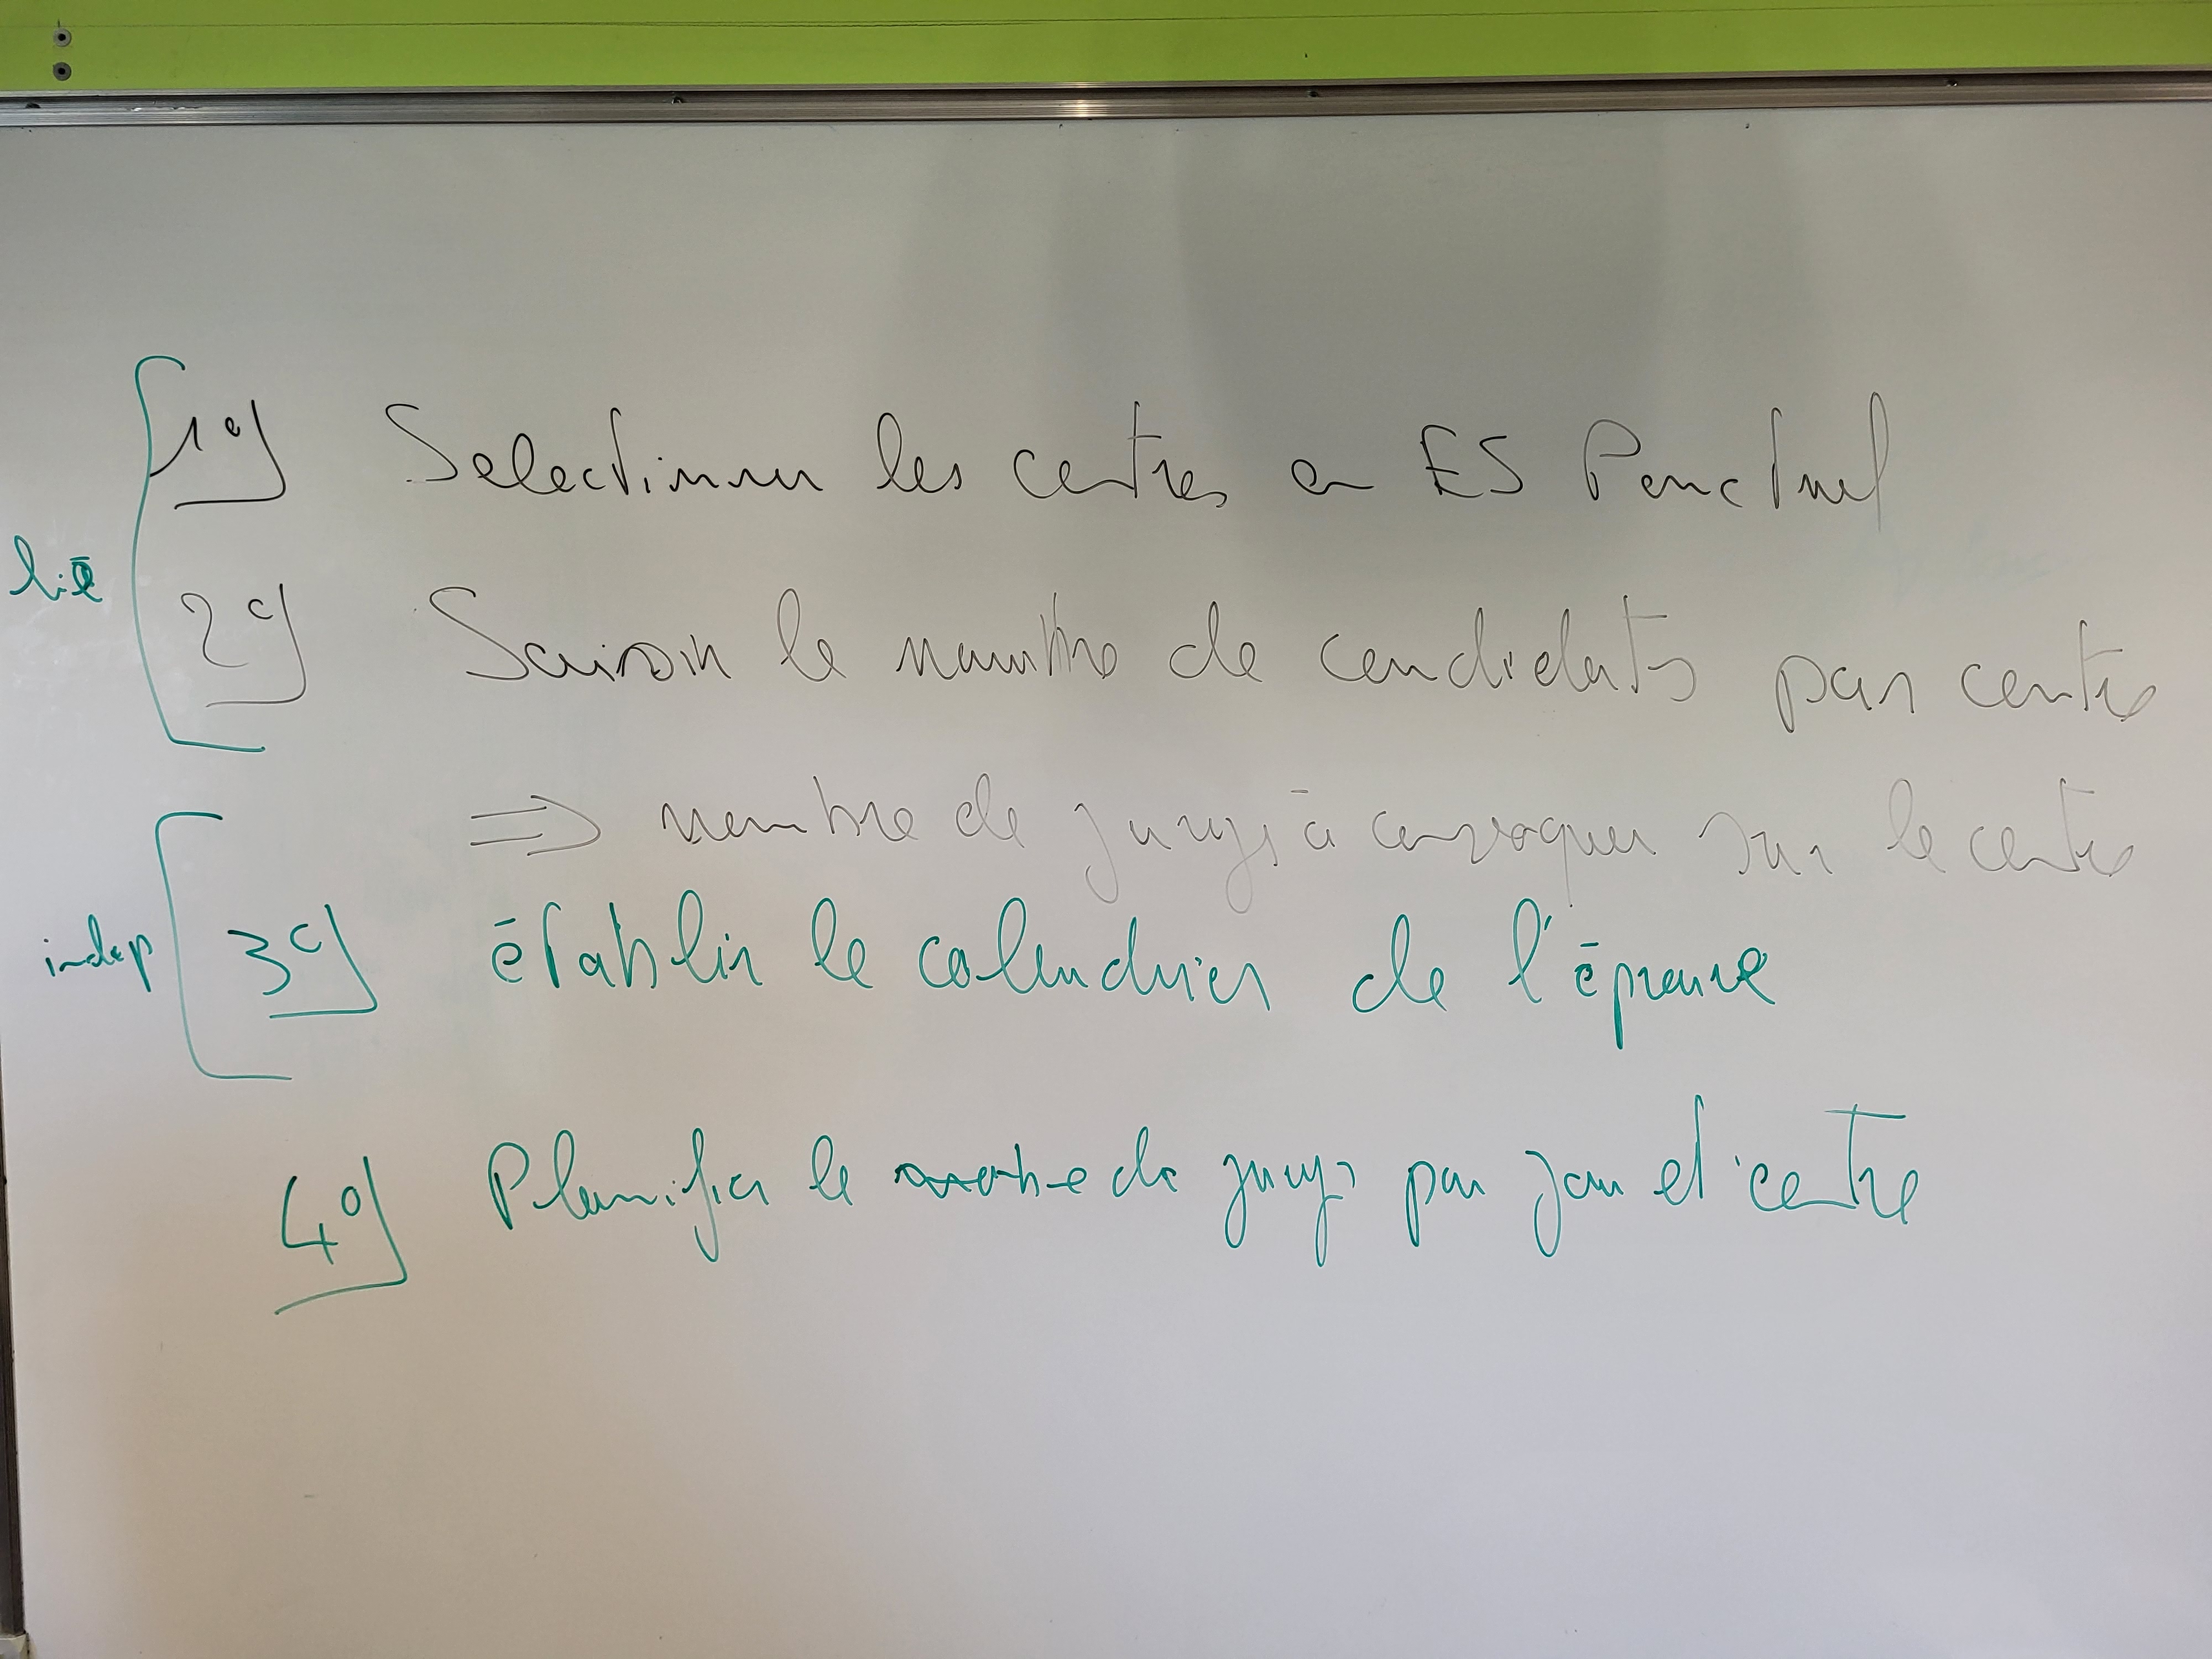 1°) Selectionner les centres en ES Ponctuel
lié
2°) Saisir le nombre de candidats par centre
⇒ nombre de jurys à convoquer sur le centre
indep 3°) établir le calendrier de l'épreuve
4°) Planifier le nombre de jurys par jour et centre